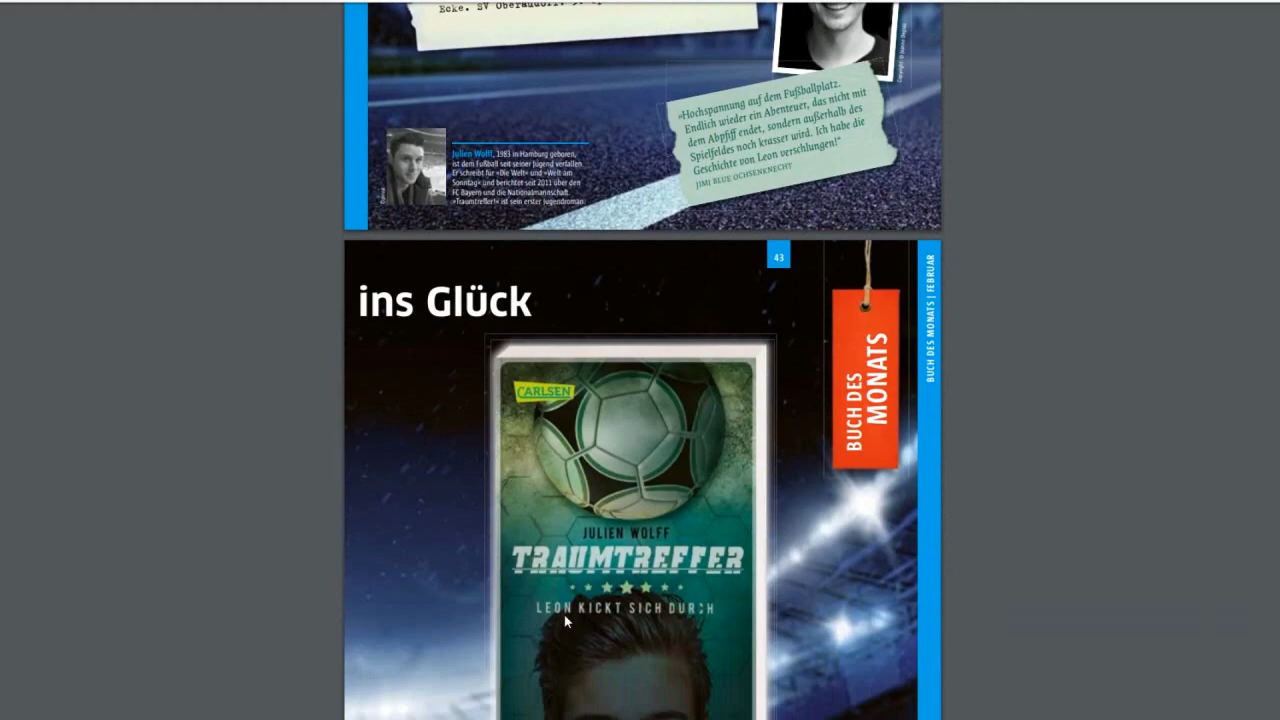 Ecke. SV Oberaudorf.
»Hochspannung auf dem Fußballplatz.
Endlich wieder ein Abenteuer, das nicht mit
dem Abpfiff endet, sondern außerhalb des
Spielfeldes noch krasser wird. Ich habe die
Geschichte von Leon verschlungen!“
JIMI BLUE OCHSENKNECHT
Julien Wolff, 1983 in Hamburg geboren,
ist dem Fußball seit seiner Jugend verfallen.
Er schreibt für »Die Welt« und »Welt am
Sonntag« und berichtet seit 2011 über den
FC Bayern und die Nationalmannschaft.
»Traumtreffer!« ist sein erster Jugendroman.
43
ins Glück
BUCH DES
MONATS
BUCH DES MONATS | FEBRUAR
CARLSEN
JULIEN WOLFF
TRAUMTREFFER
LEON KICKT SICH DURCH